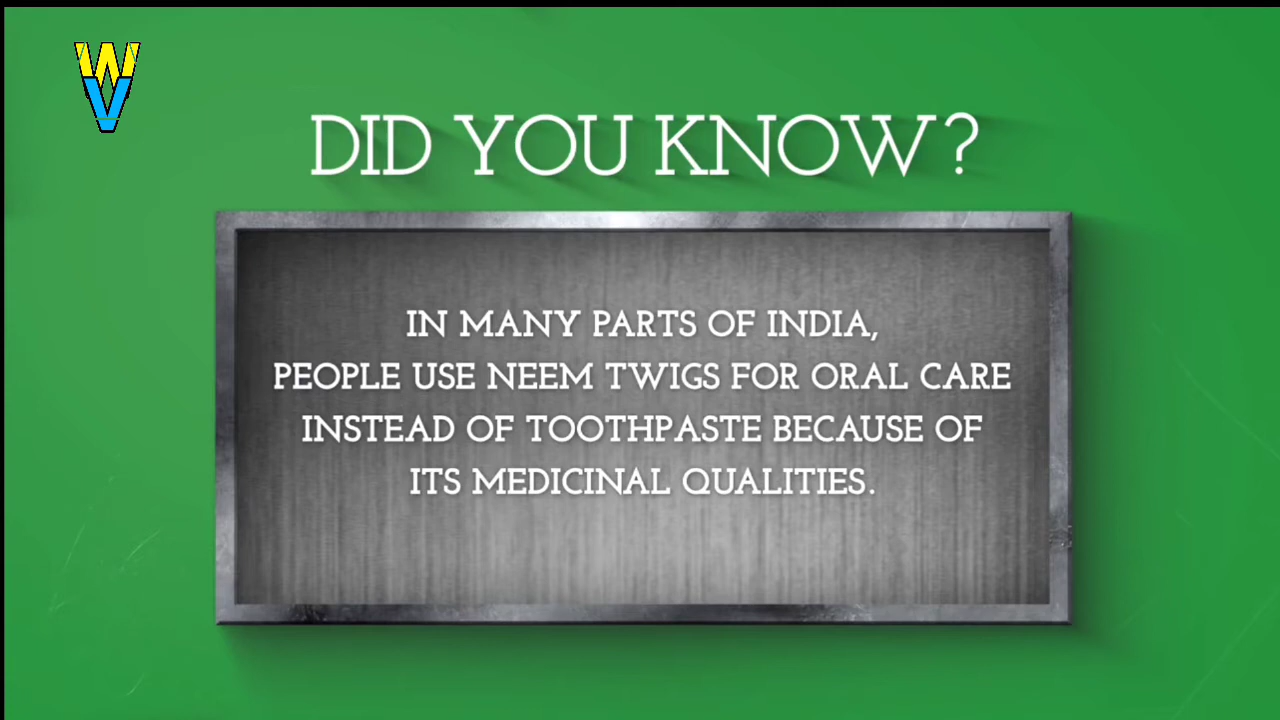 WV
DID YOU KNOW?
IN MANY PARTS OF INDIA,
PEOPLE USE NEEM TWIGS FOR ORAL CARE
INSTEAD OF TOOTHPASTE BECAUSE OF
ITS MEDICINAL QUALITIES.